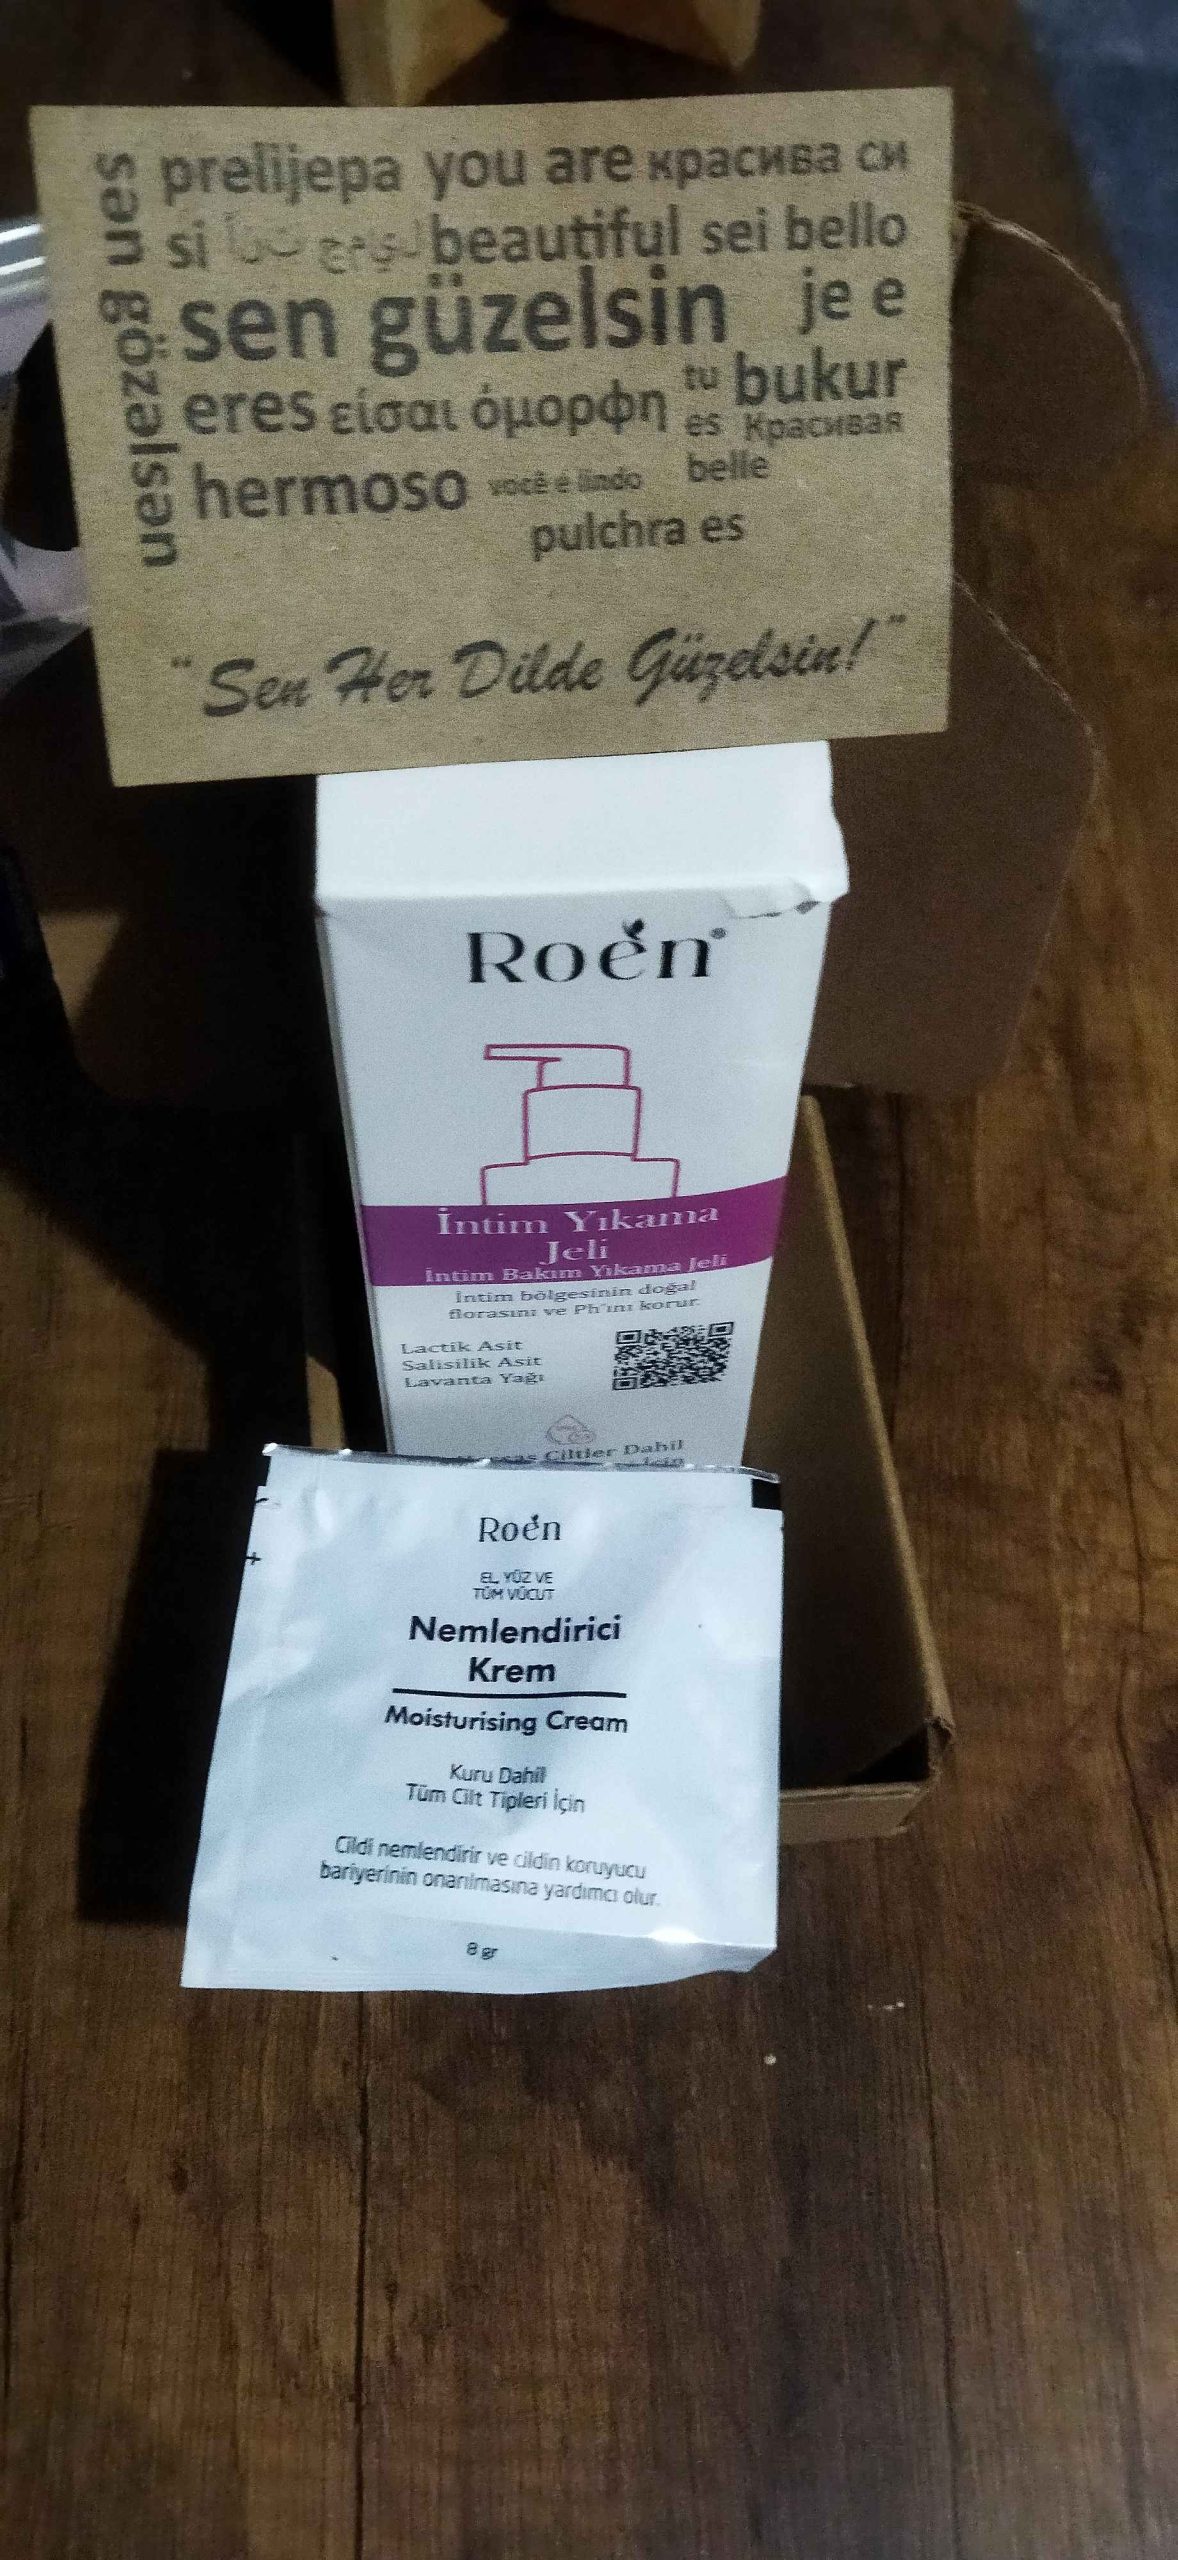 sən gözəlsən
prelijepa you are красива си
si beautiful sei bello
sen güzelsin je e
eres είσαι όμορφη tu bukur
es Красивая
hermoso você é lindo belle
pulchra es
"Sen Her Dilde Güzelsin!"
Roen®
İntim Yıkama
Jeli
İntim Bakım Yıkama Jeli
İntim bölgesinin doğal
florasını ve Ph'ını korur.
Lactik Asit
Salisilik Asit
Lavanta Yağı
Ciltler Dahil
Roen
EL, YÜZ VE
TÜM VÜCUT
Nemlendirici
Krem
Moisturising Cream
Kuru Dahil
Tüm Cilt Tipleri İçin
Cildi nemlendirir ve cildin koruyucu
bariyerinin onarılmasına yardımcı olur.
8 gr